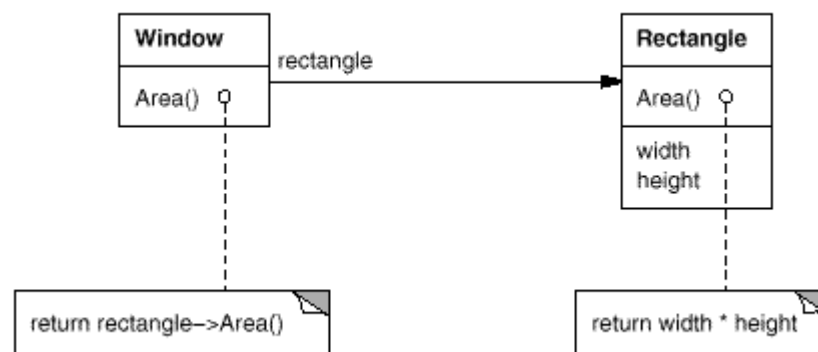 Window
Area()
rectangle
Rectangle
Area()
width
height
return rectangle–>Area()
return width * height